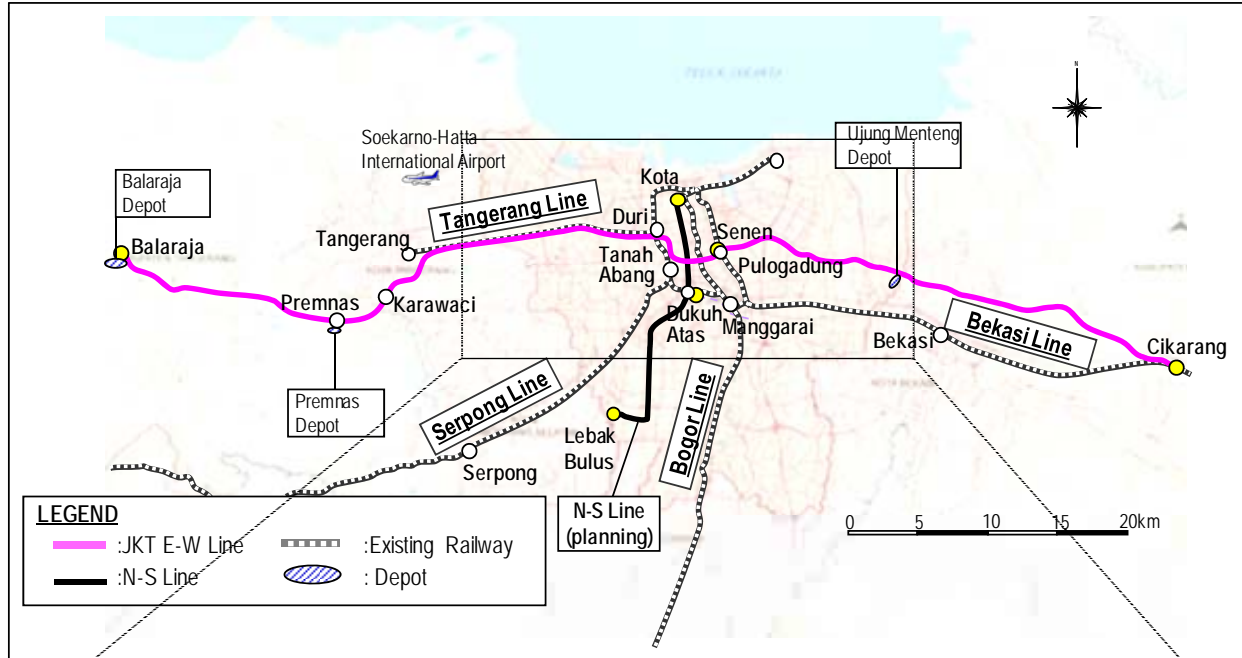 N
TELUK JAKARTA
Soekarno-Hatta
International Airport
Ujung Menteng
Depot
Balaraja
Depot
Kota
Tangerang Line
Duri
Senen
Balaraja
Tangerang
Tanah
Abang
Pulogadung
Premnas
Karawaci
Dukuh
Atas
Manggarai
Bekasi
Bekasi Line
Cikarang
Premnas
Depot
Serpong Line
Bogor Line
Lebak
Bulus
Serpong
N-S Line
(planning)
LEGEND
:JKT E-W Line
:Existing Railway
:N-S Line
: Depot
0 5 10 15 20km